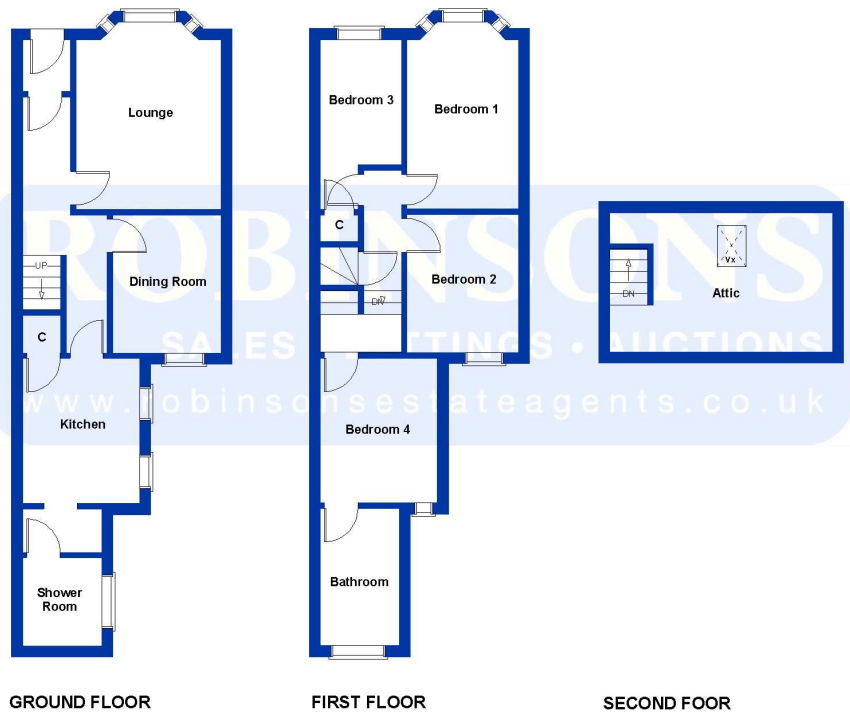 Lounge
Dining Room
UP
C
Kitchen
Shower
Room
Bedroom 3
Bedroom 1
C
Bedroom 2
DN
Bedroom 4
Bathroom
Vx
Attic
DN
ROBINSONS
SALES • LETTINGS • AUCTIONS
www.robinsonsestateagents.co.uk
GROUND FLOOR
FIRST FLOOR
SECOND FOOR